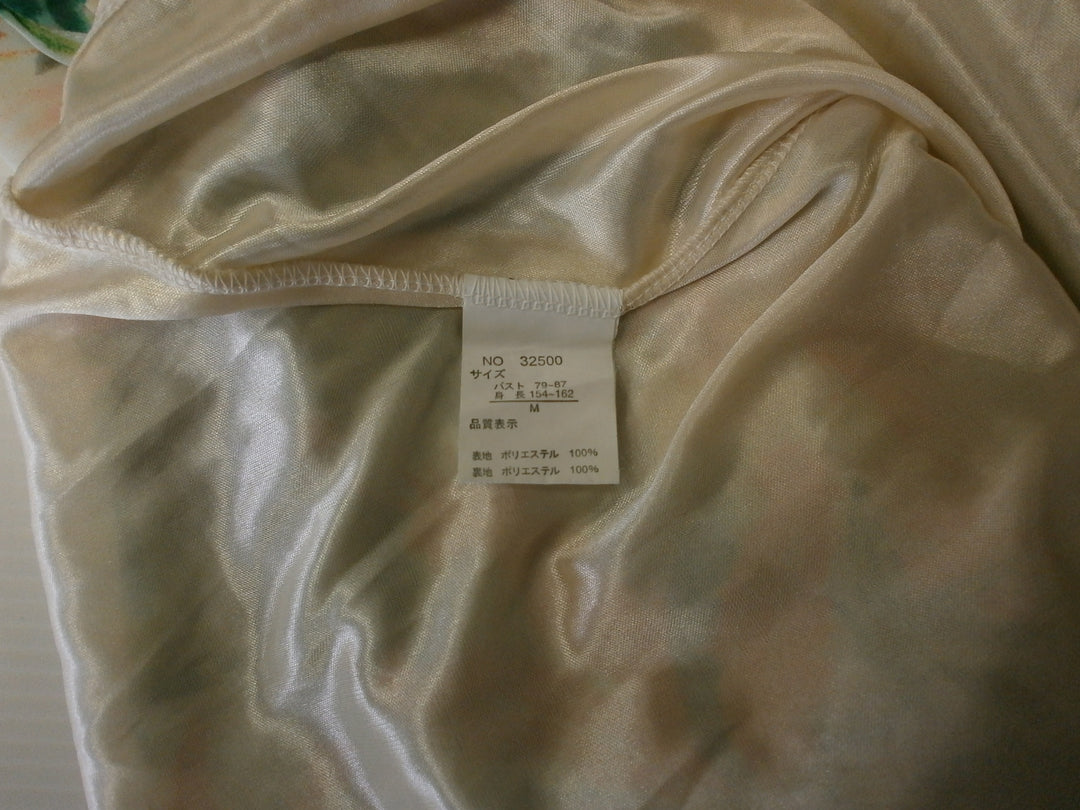 NO 32500
サイズ
バスト 79-87
身 長 154~162
M
品質表示
表地 ポリエステル 100%
裏地 ポリエステル 100%